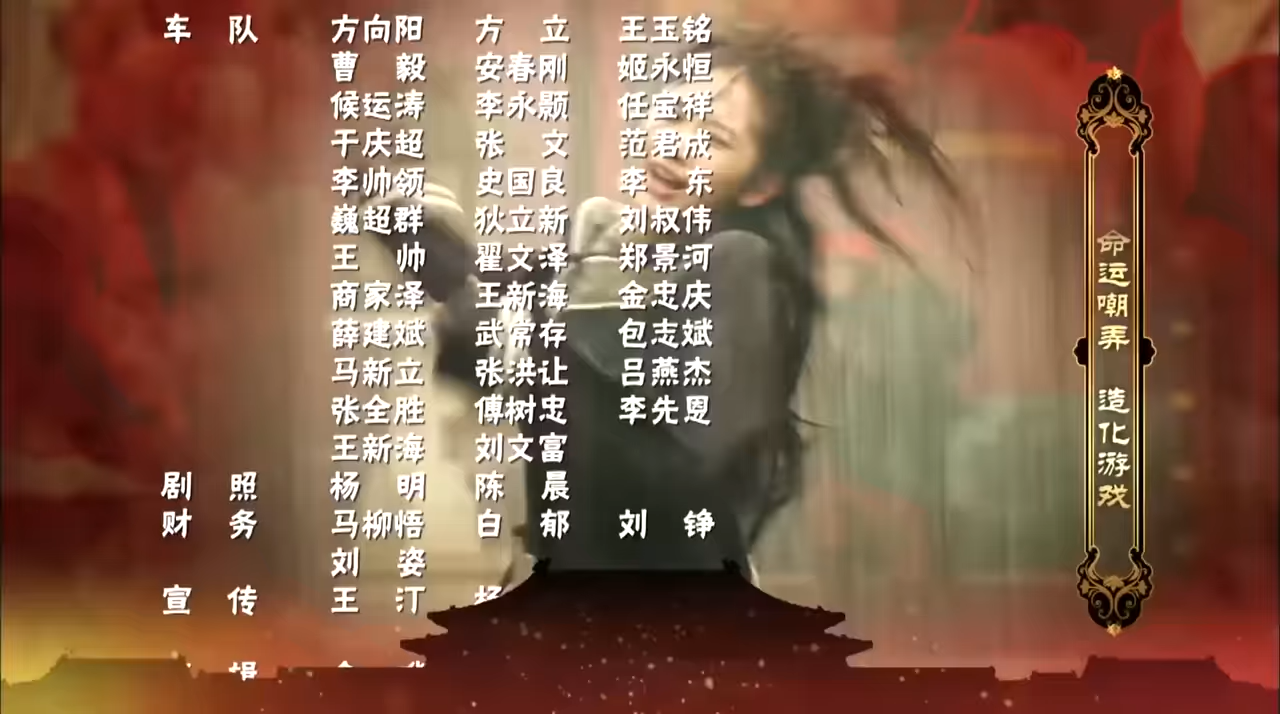 车 队 方向阳 方 立 王玉铭
曹 毅 安春刚 姬永恒
候运涛 李永颢 任宝祥
干庆超 张 文 范君成
李帅领 史国良 李 东
巍超群 狄立新 刘叔伟
王 帅 翟文泽 郑景河
商家泽 王新海 金忠庆
薛建斌 武常存 包志斌
马新立 张洪让 吕燕杰
张全胜 傅树忠 李先恩
王新海 刘文富
剧 照 杨 明 陈 晨
财 务 马柳悟 白 郁 刘 铮
刘 姿
宣 传 王 汀
命运嘲弄 造化游戏